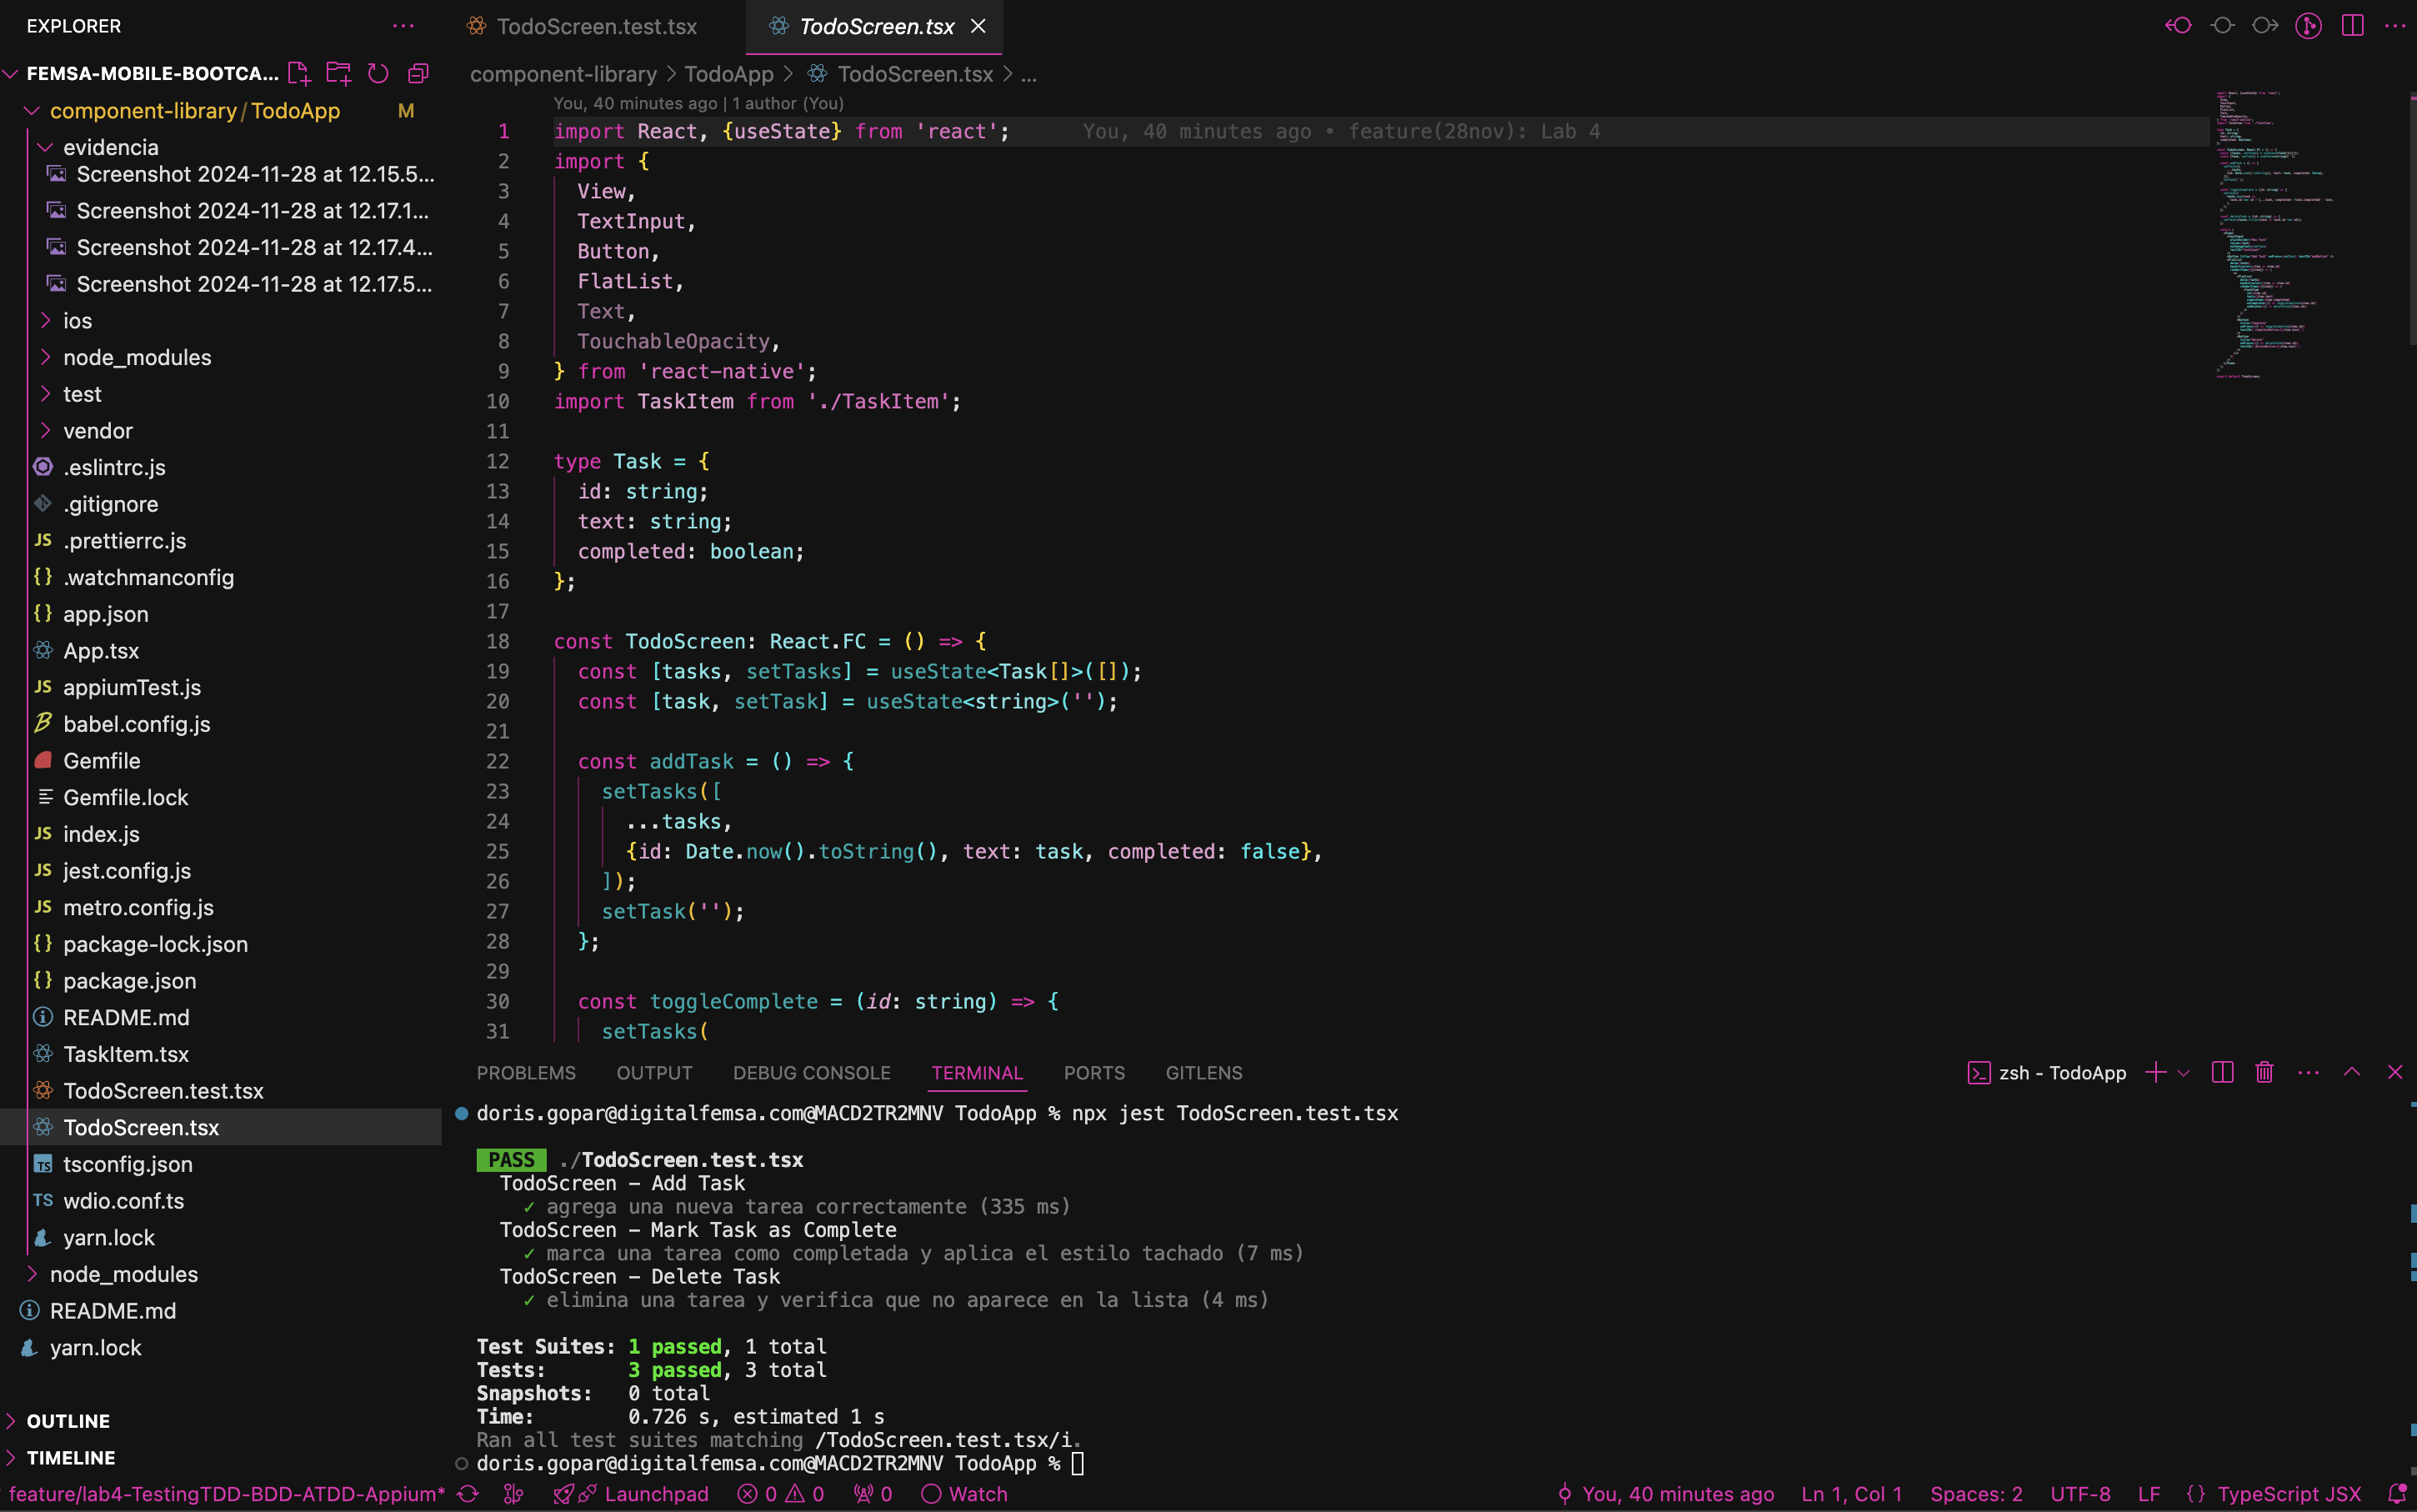 EXPLORER
FEMSA-MOBILE-BOOTCA...
component-library/TodoApp M
evidencia
Screenshot 2024-11-28 at 12.15.5...
Screenshot 2024-11-28 at 12.17.1...
Screenshot 2024-11-28 at 12.17.4...
Screenshot 2024-11-28 at 12.17.5...
ios
node_modules
test
vendor
.eslintrc.js
.gitignore
JS .prettierrc.js
{} .watchmanconfig
{} app.json
App.tsx
JS appiumTest.js
babel.config.js
Gemfile
Gemfile.lock
JS index.js
JS jest.config.js
JS metro.config.js
{} package-lock.json
{} package.json
README.md
TaskItem.tsx
TodoScreen.test.tsx
TodoScreen.tsx
TS tsconfig.json
TS wdio.conf.ts
yarn.lock
node_modules
README.md
yarn.lock
OUTLINE
TIMELINE
TodoScreen.test.tsx TodoScreen.tsx
component-library > TodoApp > TodoScreen.tsx > ...
You, 40 minutes ago | 1 author (You)
1 import React, {useState} from 'react'; You, 40 minutes ago • feature(28nov): Lab 4
2 import {
3 View,
4 TextInput,
5 Button,
6 FlatList,
7 Text,
8 TouchableOpacity,
9 } from 'react-native';
10 import TaskItem from './TaskItem';
11
12 type Task = {
13 id: string;
14 text: string;
15 completed: boolean;
16 };
17
18 const TodoScreen: React.FC = () => {
19 const [tasks, setTasks] = useState<Task[]>([]);
20 const [task, setTask] = useState<string>('');
21
22 const addTask = () => {
23 setTasks([
24 ...tasks,
25 {id: Date.now().toString(), text: task, completed: false},
26 ]);
27 setTask('');
28 };
29
30 const toggleComplete = (id: string) => {
31 setTasks(
PROBLEMS OUTPUT DEBUG CONSOLE TERMINAL PORTS GITLENS
zsh - TodoApp
doris.gopar@digitalfemsa.com@MACD2TR2MNV TodoApp % npx jest TodoScreen.test.tsx
PASS ./TodoScreen.test.tsx
TodoScreen – Add Task
✓ agrega una nueva tarea correctamente (335 ms)
TodoScreen – Mark Task as Complete
✓ marca una tarea como completada y aplica el estilo tachado (7 ms)
TodoScreen – Delete Task
✓ elimina una tarea y verifica que no aparece en la lista (4 ms)
Test Suites: 1 passed, 1 total
Tests: 3 passed, 3 total
Snapshots: 0 total
Time: 0.726 s, estimated 1 s
Ran all test suites matching /TodoScreen.test.tsx/i.
doris.gopar@digitalfemsa.com@MACD2TR2MNV TodoApp %
feature/lab4-TestingTDD-BDD-ATDD-Appium* Launchpad 0 0 0 Watch You, 40 minutes ago Ln 1, Col 1 Spaces: 2 UTF-8 LF {} TypeScript JSX